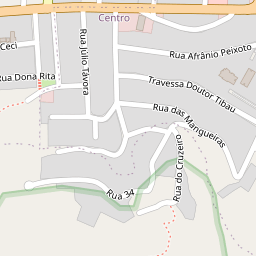 Centro
Ceci
Rua Júlio Távora
Rua Afrânio Peixoto
Rua Dona Rita
Travessa Doutor Tibau
Rua das Mangueiras
Rua do Cruzeiro
Rua 34